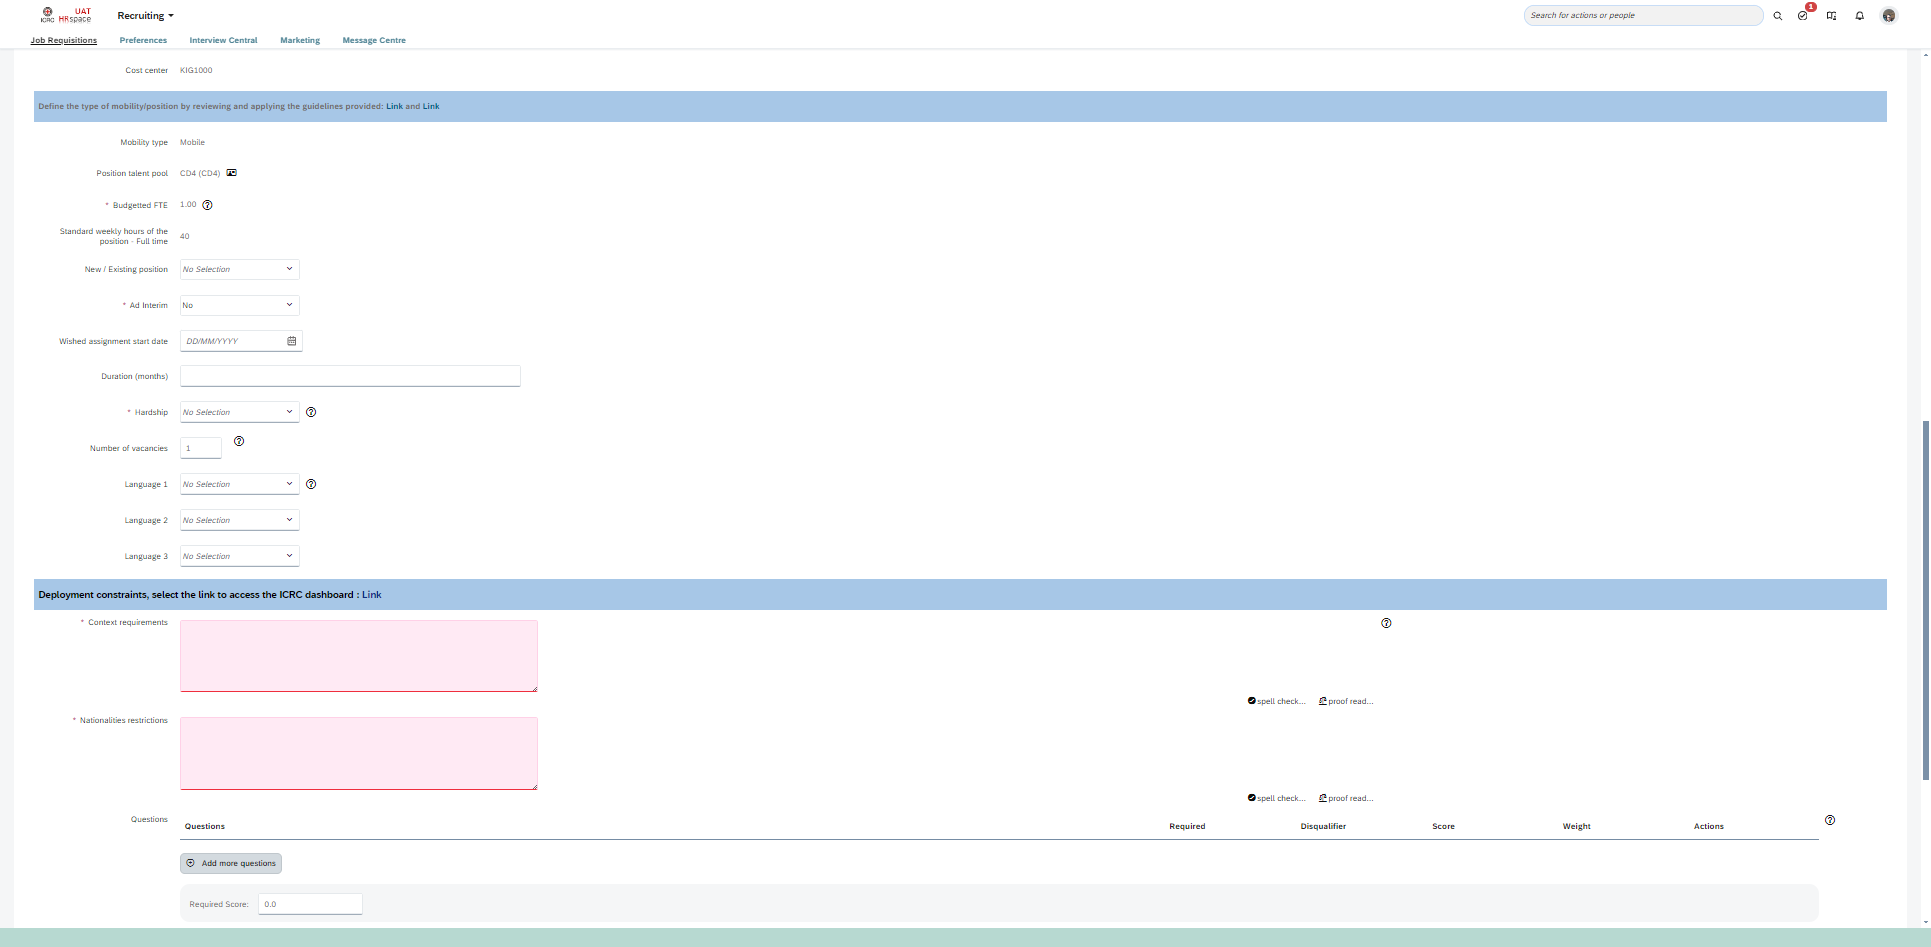 ICRC
UAT
HRspace
Recruiting
Search for actions or people
1
Job Requisitions
Preferences
Interview Central
Marketing
Message Centre
Cost center
KIG1000
Define the type of mobility/position by reviewing and applying the guidelines provided: Link and Link
Mobility type
Mobile
Position talent pool
CD4 (CD4)
* Budgetted FTE
1.00
Standard weekly hours of the
position - Full time
40
New / Existing position
No Selection
* Ad Interim
No
Wished assignment start date
DD/MM/YYYY
Duration (months)
* Hardship
No Selection
Number of vacancies
1
Language 1
No Selection
Language 2
No Selection
Language 3
No Selection
Deployment constraints, select the link to access the ICRC dashboard : Link
* Context requirements
spell check...
proof read...
* Nationalities restrictions
spell check...
proof read...
Questions
Questions
Required
Disqualifier
Score
Weight
Actions
Add more questions
Required Score:
0.0